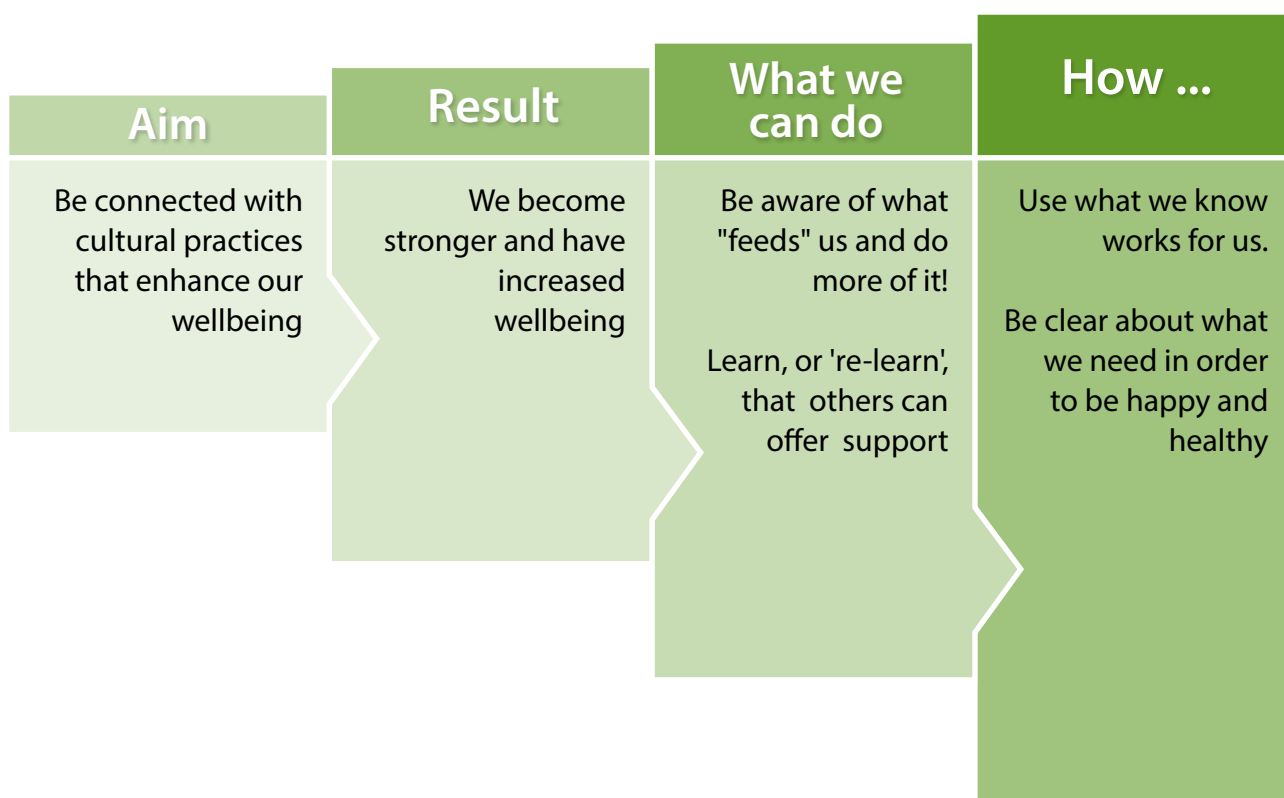 Aim
Be connected with
cultural practices
that enhance our
wellbeing
Result
We become
stronger and have
increased
wellbeing
What we
can do
Be aware of what
"feeds" us and do
more of it!
Learn, or 're-learn',
that  others can
offer  support
How ...
Use what we know
works for us.
Be clear about what
we need in order
to be happy and
healthy